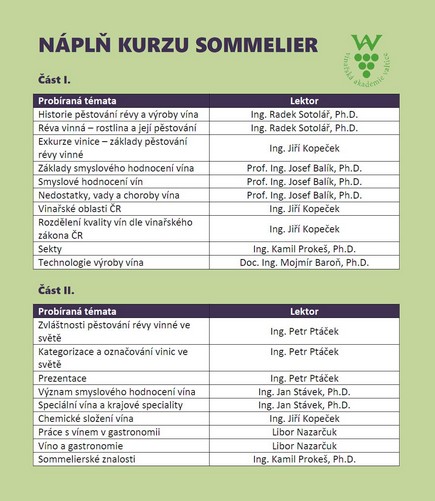 NÁPLŇ KURZU SOMMELIER
vinařská akademie valtice
Část I.
Probíraná témata Lektor
Historie pěstování révy a výroby vína Ing. Radek Sotolář, Ph.D.
Réva vinná – rostlina a její pěstování Ing. Radek Sotolář, Ph.D.
Exkurze vinice – základy pěstování
révy vinné Ing. Jiří Kopeček
Základy smyslového hodnocení vína Prof. Ing. Josef Balík, Ph.D.
Smyslové hodnocení vín Prof. Ing. Josef Balík, Ph.D.
Nedostatky, vady a choroby vína Prof. Ing. Josef Balík, Ph.D.
Vinařské oblasti ČR Ing. Jiří Kopeček
Rozdělení kvality vín dle vinařského
zákona ČR Ing. Jiří Kopeček
Sekty Ing. Kamil Prokeš, Ph.D.
Technologie výroby vína Doc. Ing. Mojmír Baroň, Ph.D.
Část II.
Probíraná témata Lektor
Zvláštnosti pěstování révy vinné ve
světě Ing. Petr Ptáček
Kategorizace a označování vinic ve Ing. Petr Ptáček
světě
Prezentace Ing. Petr Ptáček
Význam smyslového hodnocení vína Ing. Jan Stávek, Ph.D.
Speciální vína a krajové speciality Ing. Jan Stávek, Ph.D.
Chemické složení vína Ing. Jiří Kopeček
Práce s vínem v gastronomii Libor Nazarčuk
Víno a gastronomie Libor Nazarčuk
Sommelierské znalosti Ing. Kamil Prokeš, Ph.D.